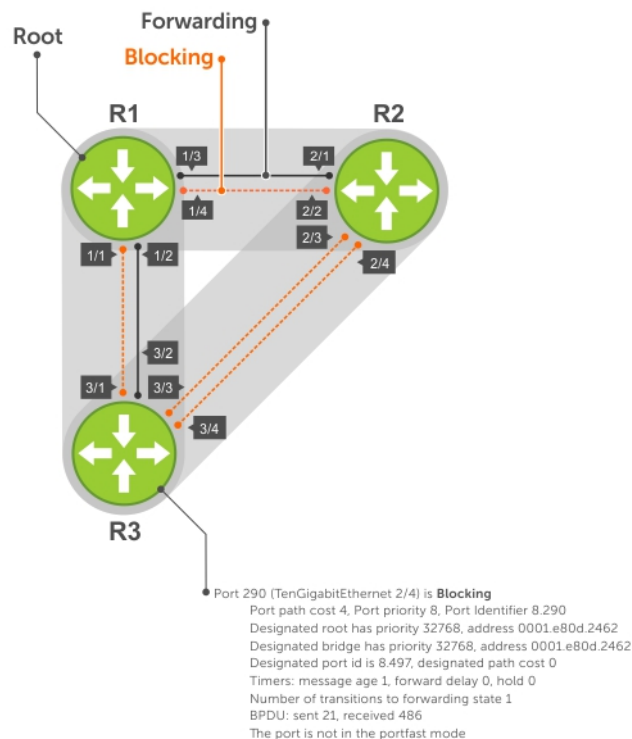 Forwarding
Root
Blocking
R1
R2
1/3
2/1
1/4
2/2
2/3
1/1
1/2
2/4
3/2
3/1
3/3
3/4
R3
Port 290 (TenGigabitEthernet 2/4) is Blocking
Port path cost 4, Port priority 8, Port Identifier 8.290
Designated root has priority 32768, address 0001.e80d.2462
Designated bridge has priority 32768, address 0001.e80d.2462
Designated port id is 8.497, designated path cost 0
Timers: message age 1, forward delay 0, hold 0
Number of transitions to forwarding state 1
BPDU: sent 21, received 486
The port is not in the portfast mode